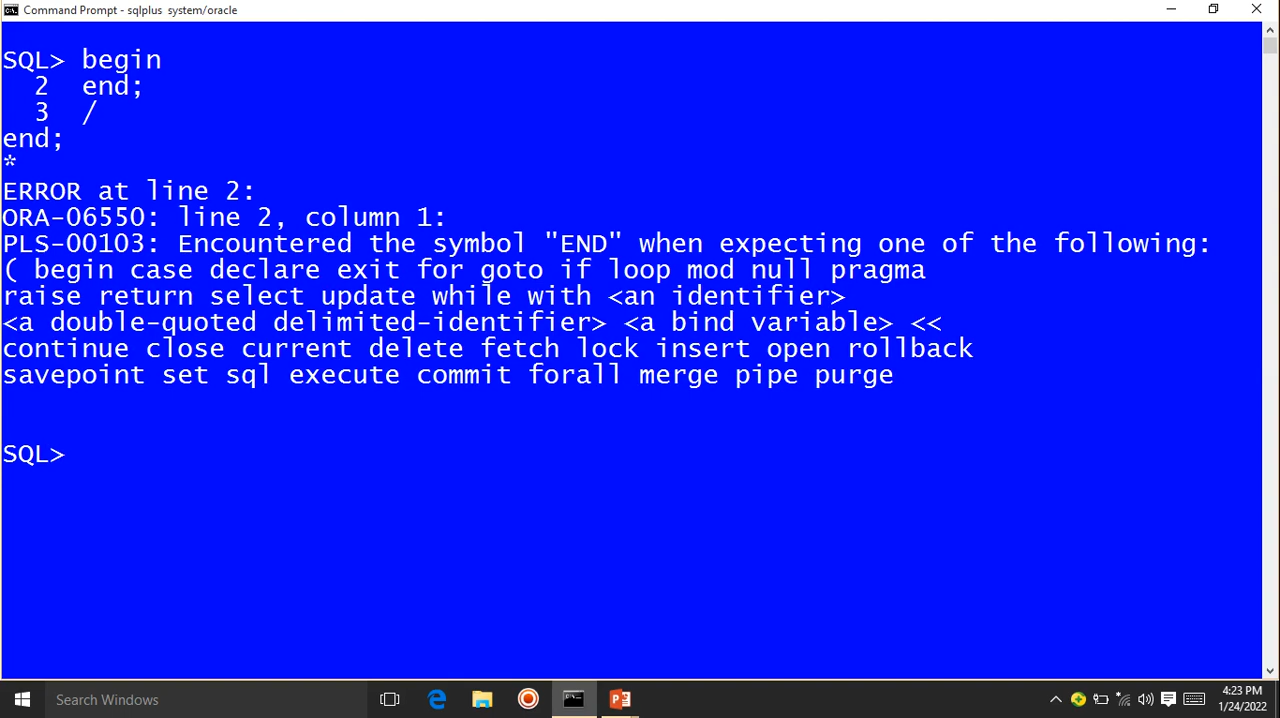 Command Prompt - sqlplus system/oracle
SQL> begin
2 end;
3 /
end;
*
ERROR at line 2:
ORA-06550: line 2, column 1:
PLS-00103: Encountered the symbol "END" when expecting one of the following:
( begin case declare exit for goto if loop mod null pragma
raise return select update while with <an identifier>
<a double-quoted delimited-identifier> <a bind variable> <<
continue close current delete fetch lock insert open rollback
savepoint set sql execute commit forall merge pipe purge
SQL>
Search Windows
4:23 PM
1/24/2022